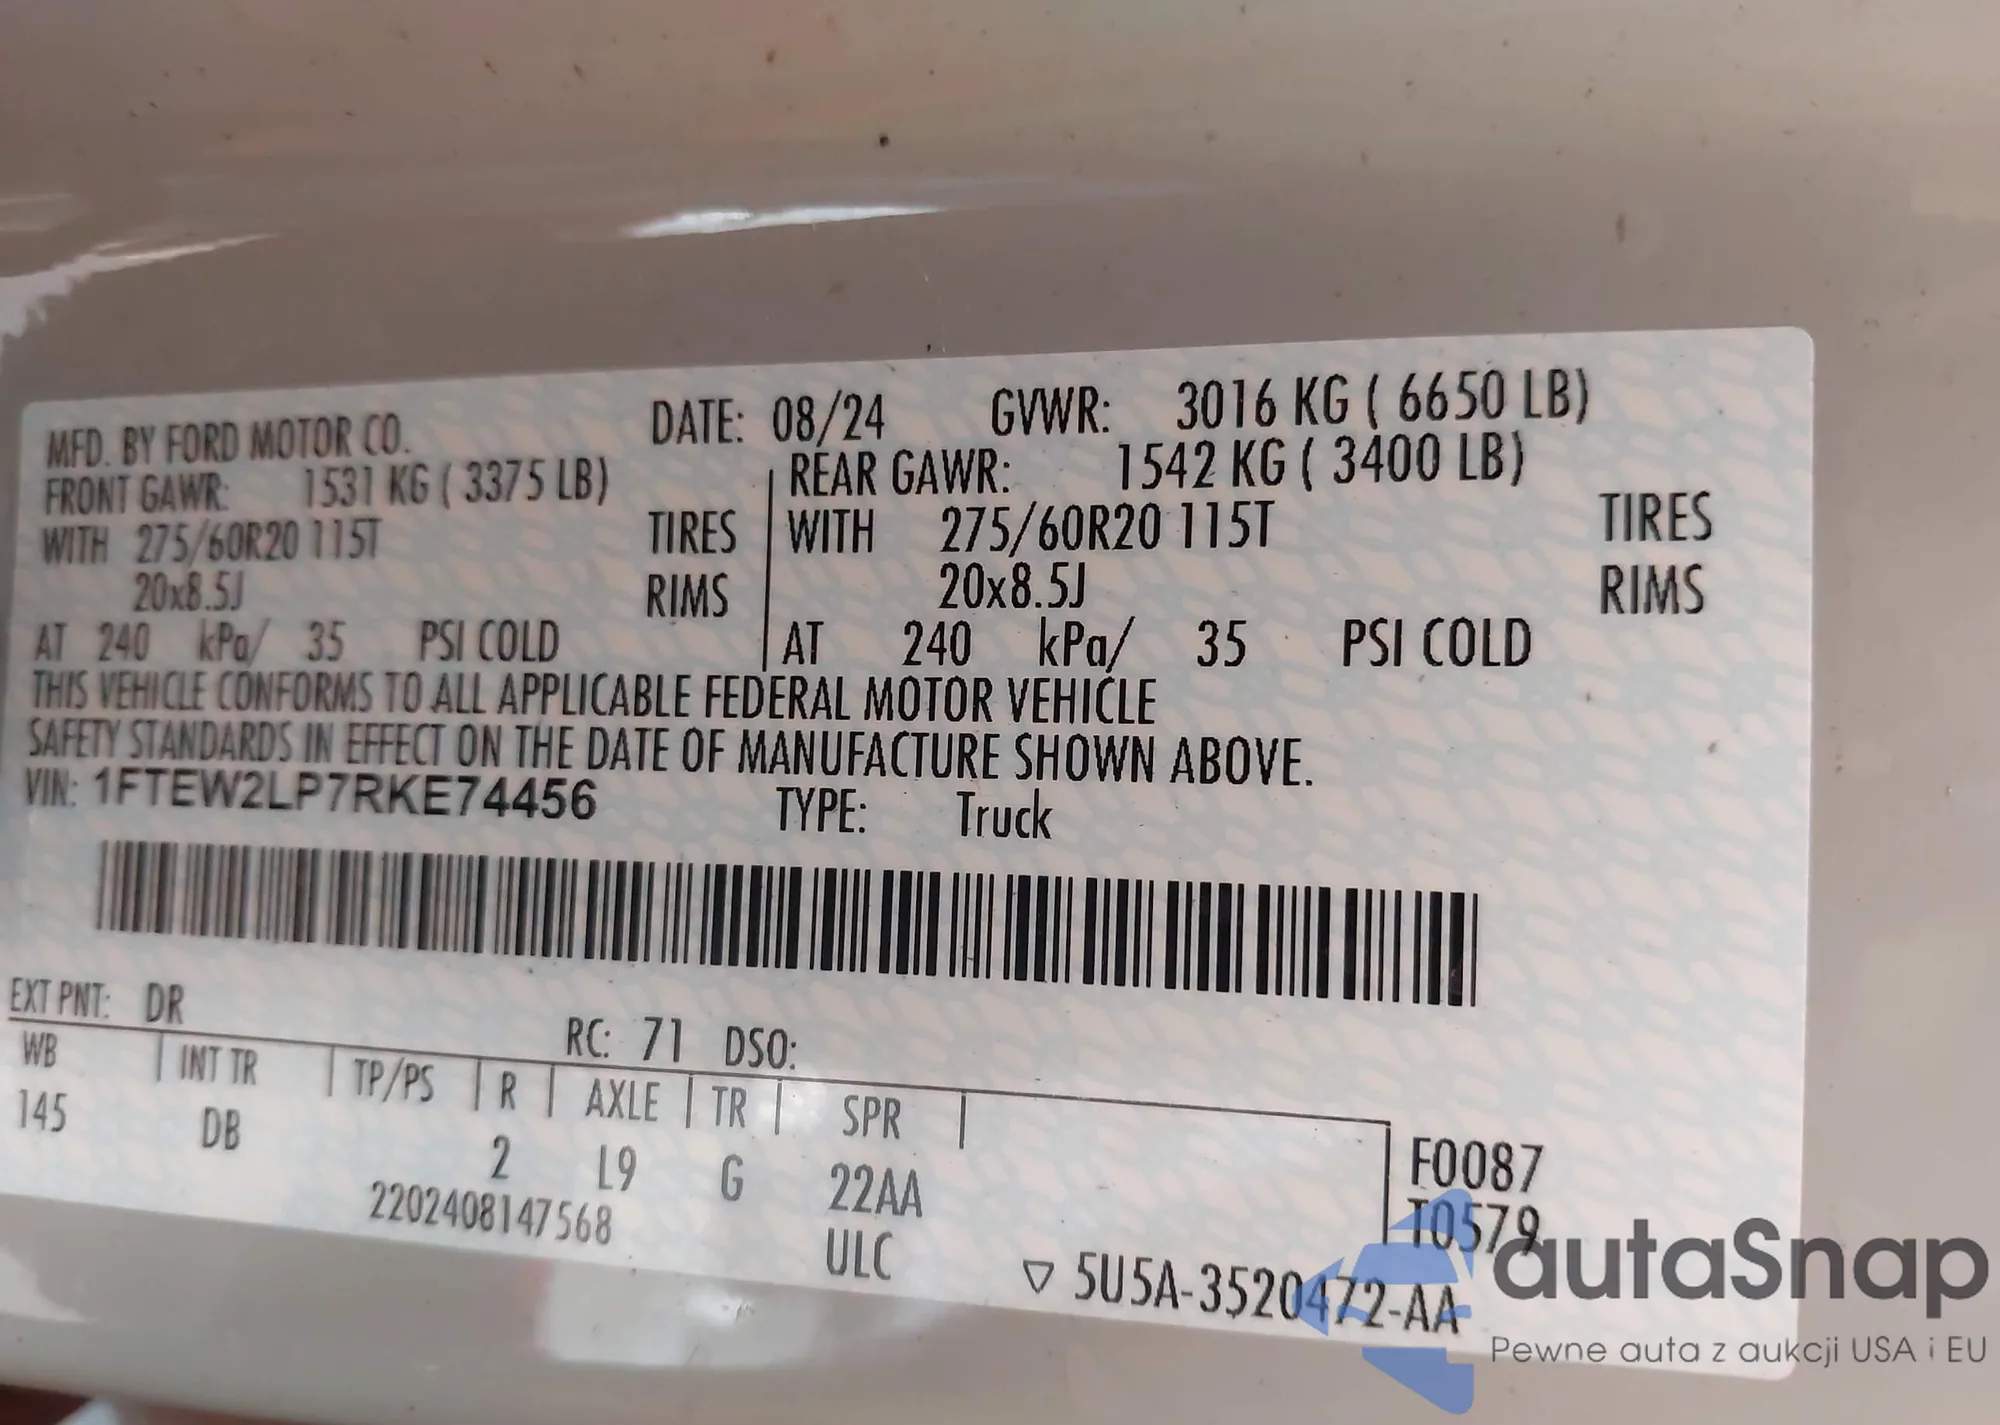 MFD. BY FORD MOTOR CO. DATE: 08/24 GVWR: 3016 KG ( 6650 LB)
FRONT GAWR: 1531 KG ( 3375 LB) REAR GAWR: 1542 KG ( 3400 LB)
WITH 275/60R20 115T TIRES WITH 275/60R20 115T TIRES
20x8.5J RIMS 20x8.5J RIMS
AT 240 kPa/ 35 PSI COLD AT 240 kPa/ 35 PSI COLD
THIS VEHICLE CONFORMS TO ALL APPLICABLE FEDERAL MOTOR VEHICLE
SAFETY STANDARDS IN EFFECT ON THE DATE OF MANUFACTURE SHOWN ABOVE.
VIN: 1FTEW2LP7RKE74456 TYPE: Truck
EXT PNT: DR RC: 71 DSO:
WB INT TR TP/PS R AXLE TR SPR
145 DB 2 L9 G 22AA F0087
2202408147568 ULC T0579
▽ 5U5A-3520472-AA
autaSnap
Pewne auta z aukcji USA i EU